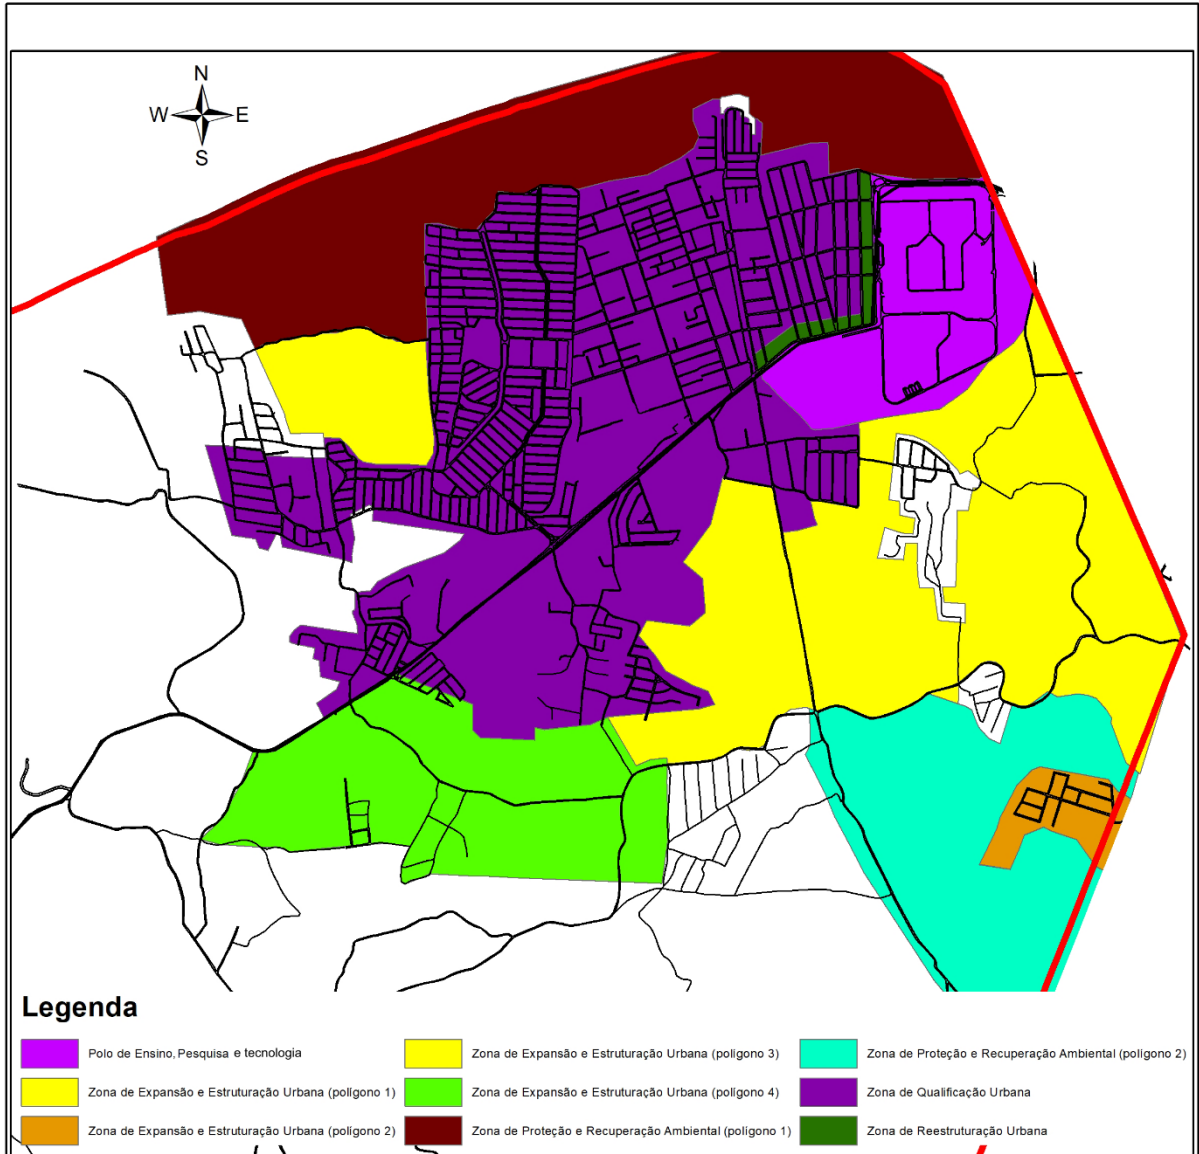 N
W E
S
Legenda
Polo de Ensino, Pesquisa e tecnologia
Zona de Expansão e Estruturação Urbana (polígono 1)
Zona de Expansão e Estruturação Urbana (polígono 2)
Zona de Expansão e Estruturação Urbana (polígono 3)
Zona de Expansão e Estruturação Urbana (polígono 4)
Zona de Proteção e Recuperação Ambiental (polígono 1)
Zona de Proteção e Recuperação Ambiental (polígono 2)
Zona de Qualificação Urbana
Zona de Reestruturação Urbana